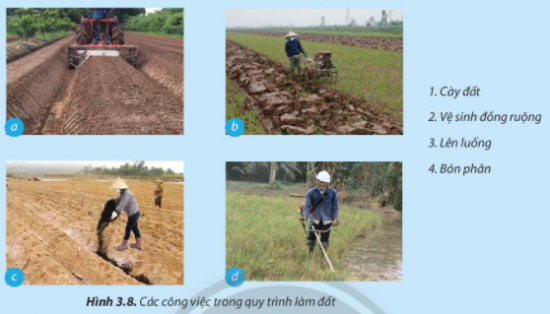 a
b
1. Cày đất
2. Vệ sinh đồng ruộng
3. Lên luống
4. Bón phân
c
d
Hình 3.8. Các công việc trong quy trình làm đất